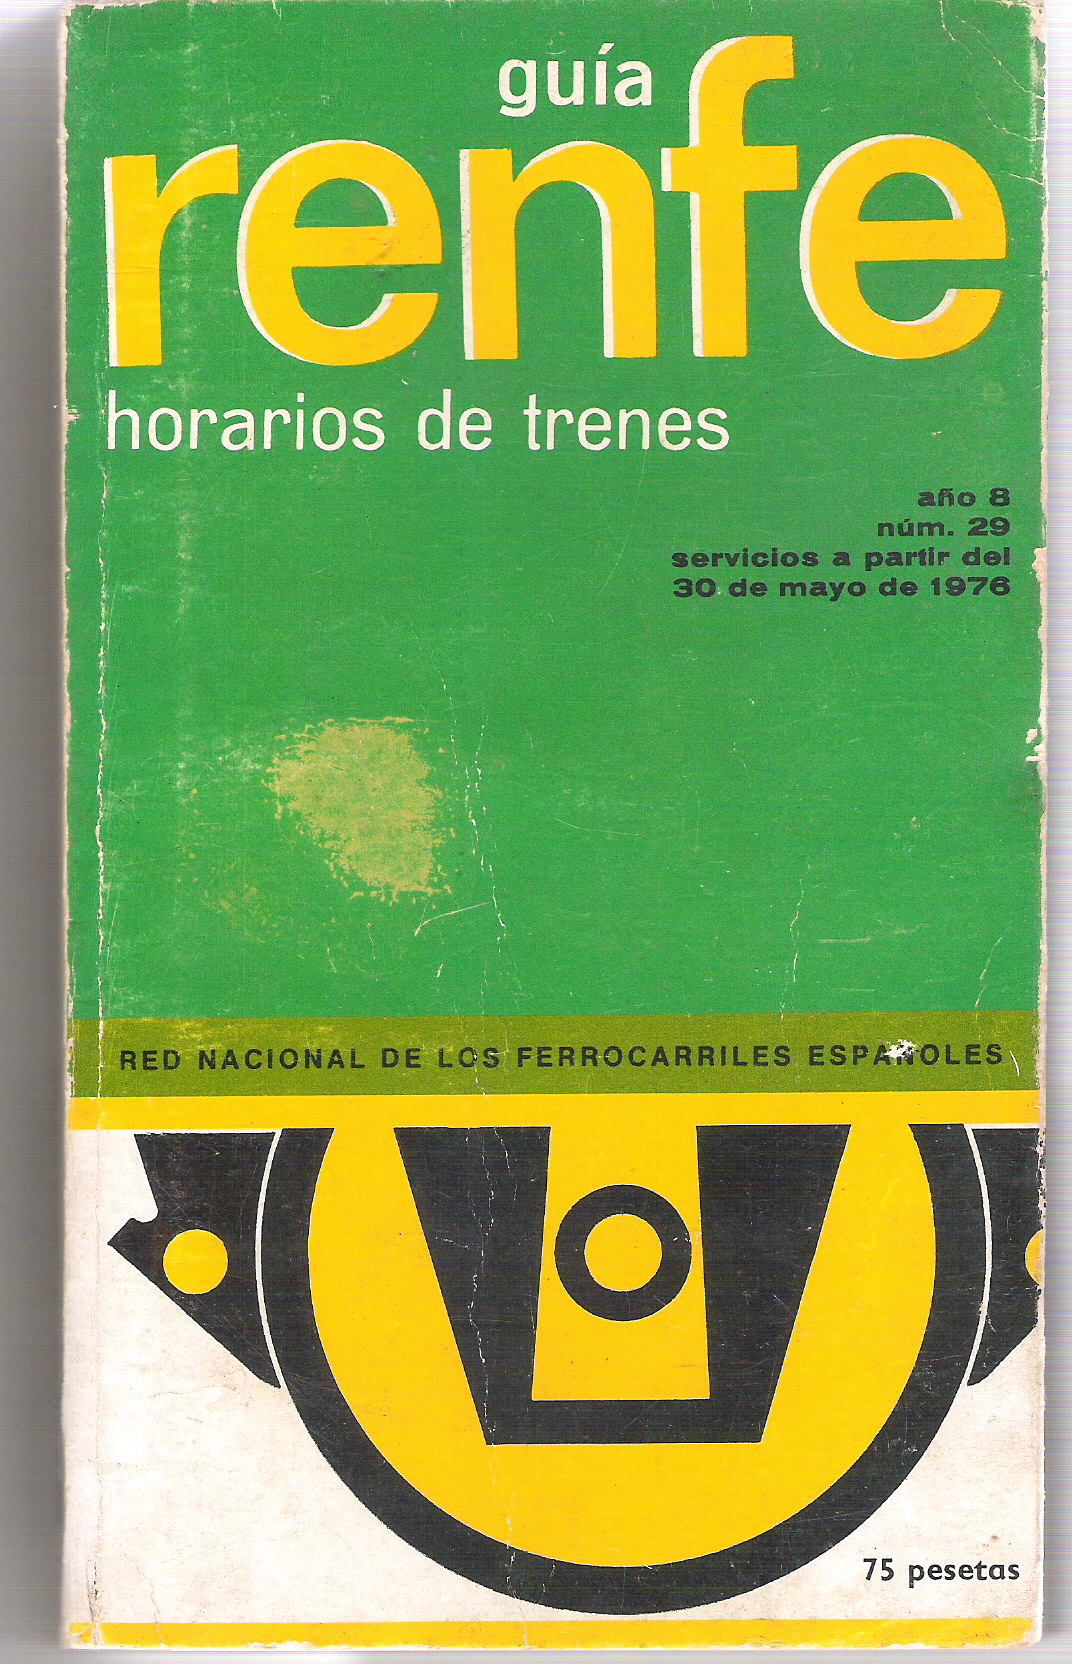 guía
renfe
horarios de trenes
año 8
núm. 29
servicios a partir del
30 de mayo de 1976
RED NACIONAL DE LOS FERROCARRILES ESPAÑOLES
75 pesetas